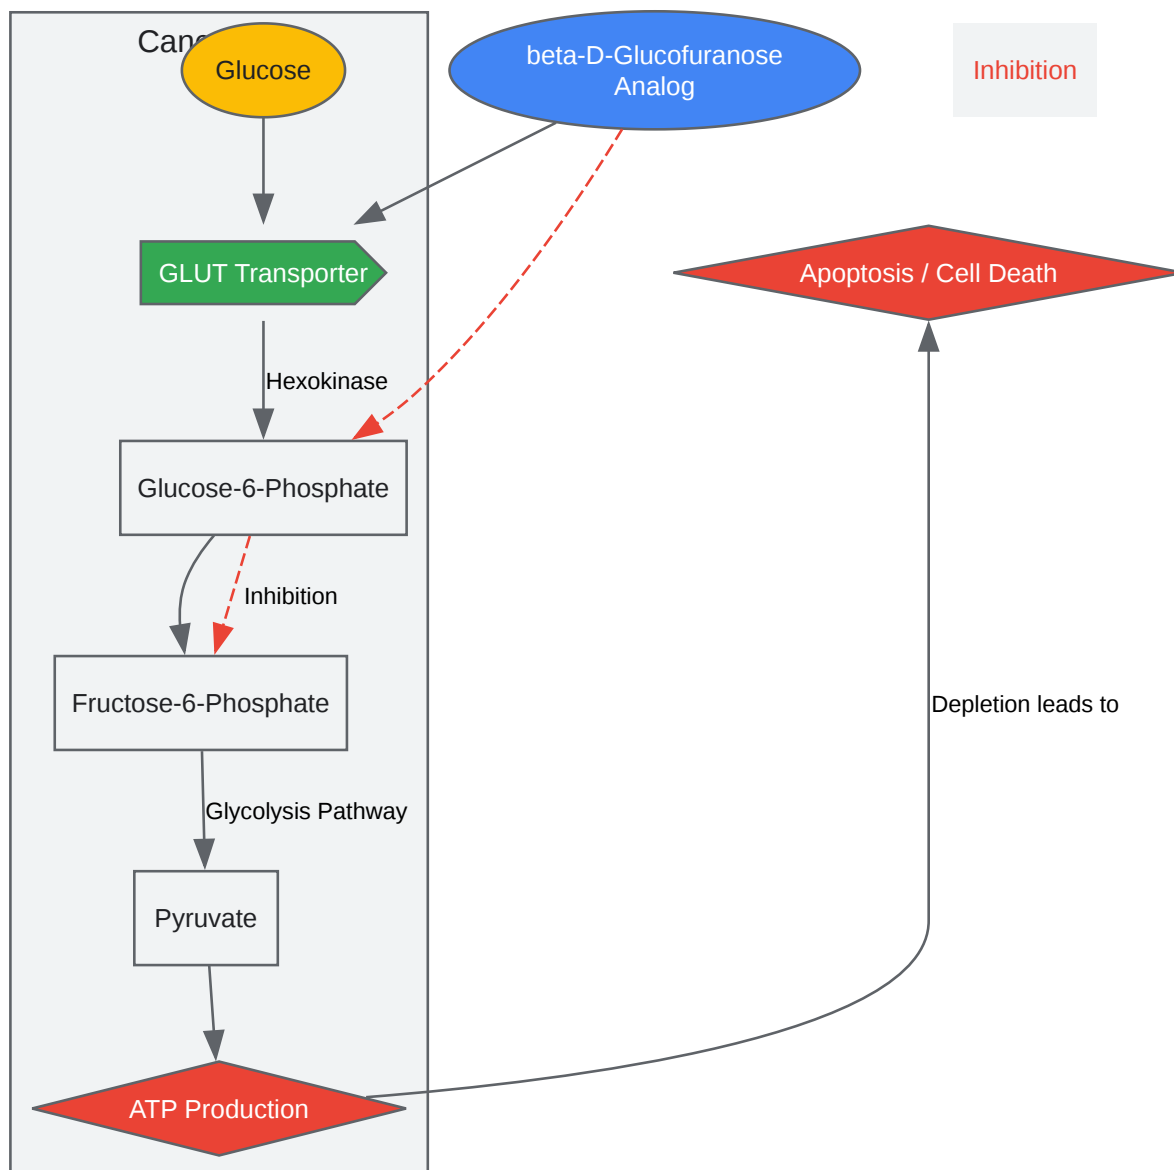 Glucose
beta-D-Glucofuranose
Analog
Inhibition
GLUT Transporter
Apoptosis / Cell Death
Hexokinase
Glucose-6-Phosphate
Inhibition
Fructose-6-Phosphate
Depletion leads to
Glycolysis Pathway
Pyruvate
ATP Production